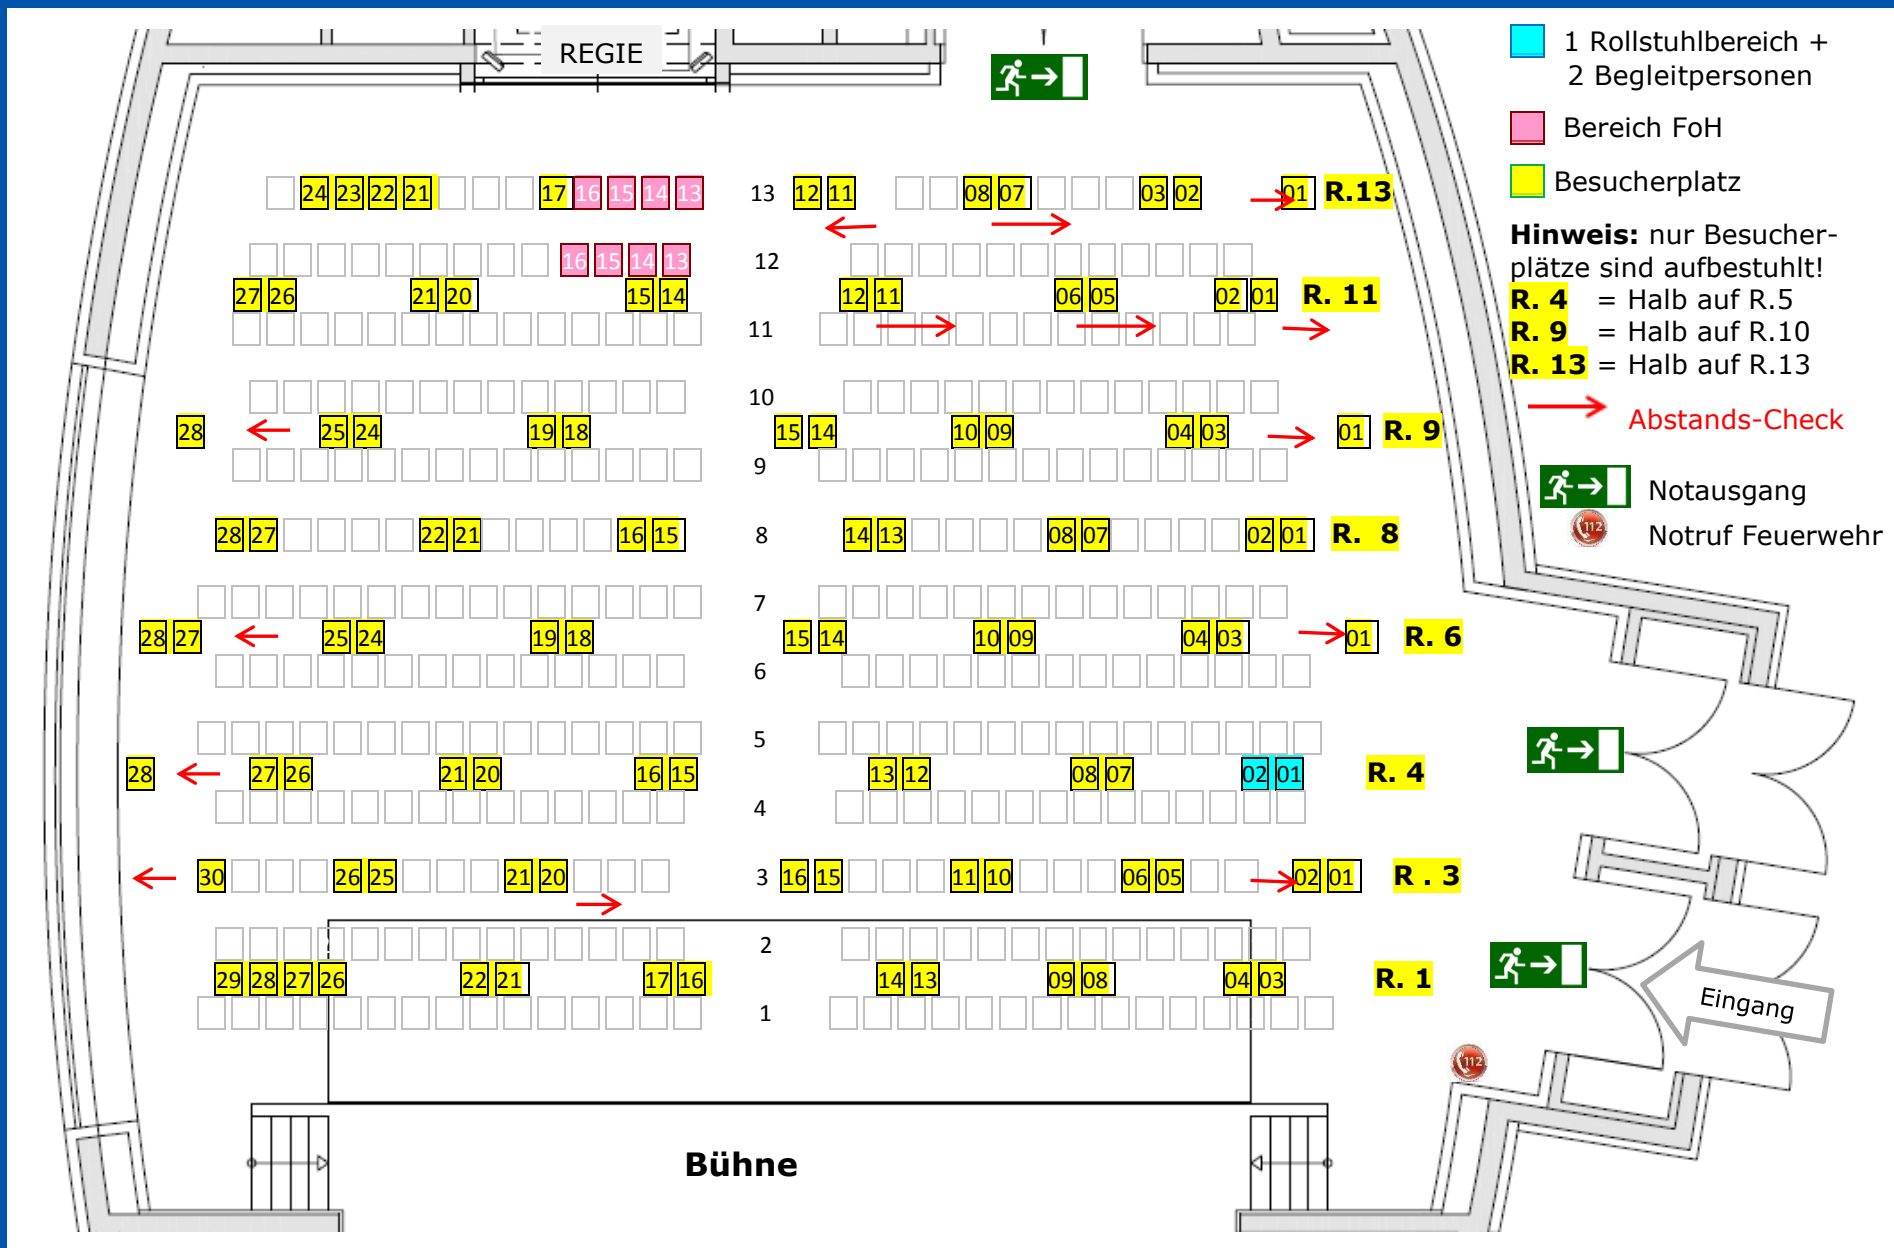 REGIE
1 Rollstuhlbereich +
2 Begleitpersonen
Bereich FoH
Besucherplatz
Hinweis: nur Besucher-
plätze sind aufbestuhlt!
R. 4 = Halb auf R.5
R. 9 = Halb auf R.10
R. 13 = Halb auf R.13
Abstands-Check
Notausgang
112
Notruf Feuerwehr
24 23 22 21 17 16 15 14 13 13 12 11 08 07 03 02 01 R.13
16 15 14 13 12
27 26 21 20 15 14 12 11 06 05 02 01 R. 11
11
10
28 25 24 19 18 15 14 10 09 04 03 01 R. 9
9
28 27 22 21 16 15 8 14 13 08 07 02 01 R. 8
7
28 27 25 24 19 18 15 14 10 09 04 03 01 R. 6
6
5
28 27 26 21 20 16 15 13 12 08 07 02 01 R. 4
4
30 26 25 21 20 3 16 15 11 10 06 05 02 01 R . 3
2
29 28 27 26 22 21 17 16 14 13 09 08 04 03 R. 1
1
Eingang
112
Bühne